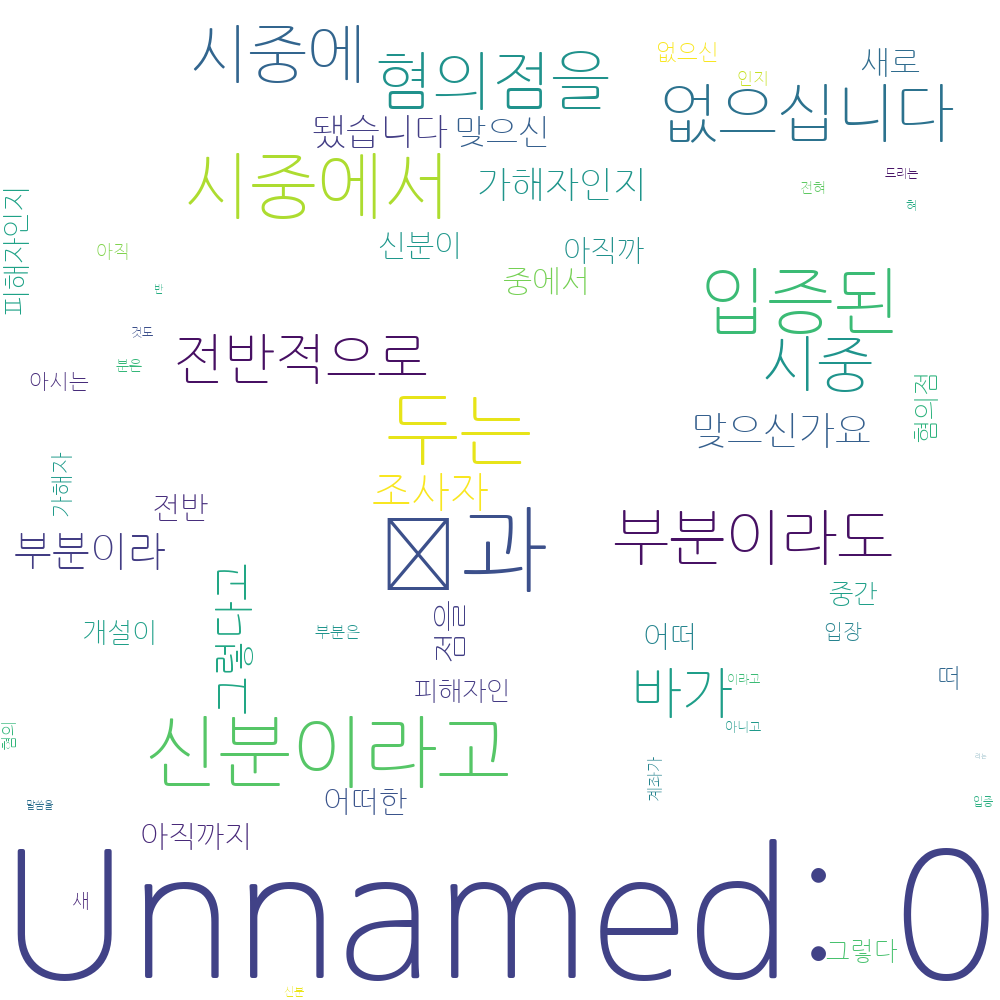 시중에
혐의점을
없으신
인지
새로
없으십니다
됐습니다
맞으신
시중에서
가해자인지
전혀
드리는
혀
피해자인지
아직
신분이
아직까
중에서
반
입증된
것도
분은
전반적으로
시중
아시는
두는
혐의점
맞으신가요
가해자
조사자
전반
과
부분이라도
부분이라
그렇다고
중간
개설이
부분은
점을
어떠
입장
바가
이라고
떠
피해자인
아니고
혐의
신분이라고
계좌가
어떠한
말씀을
입증
아직까지
Unnamed: 0
새
그렇다
신분